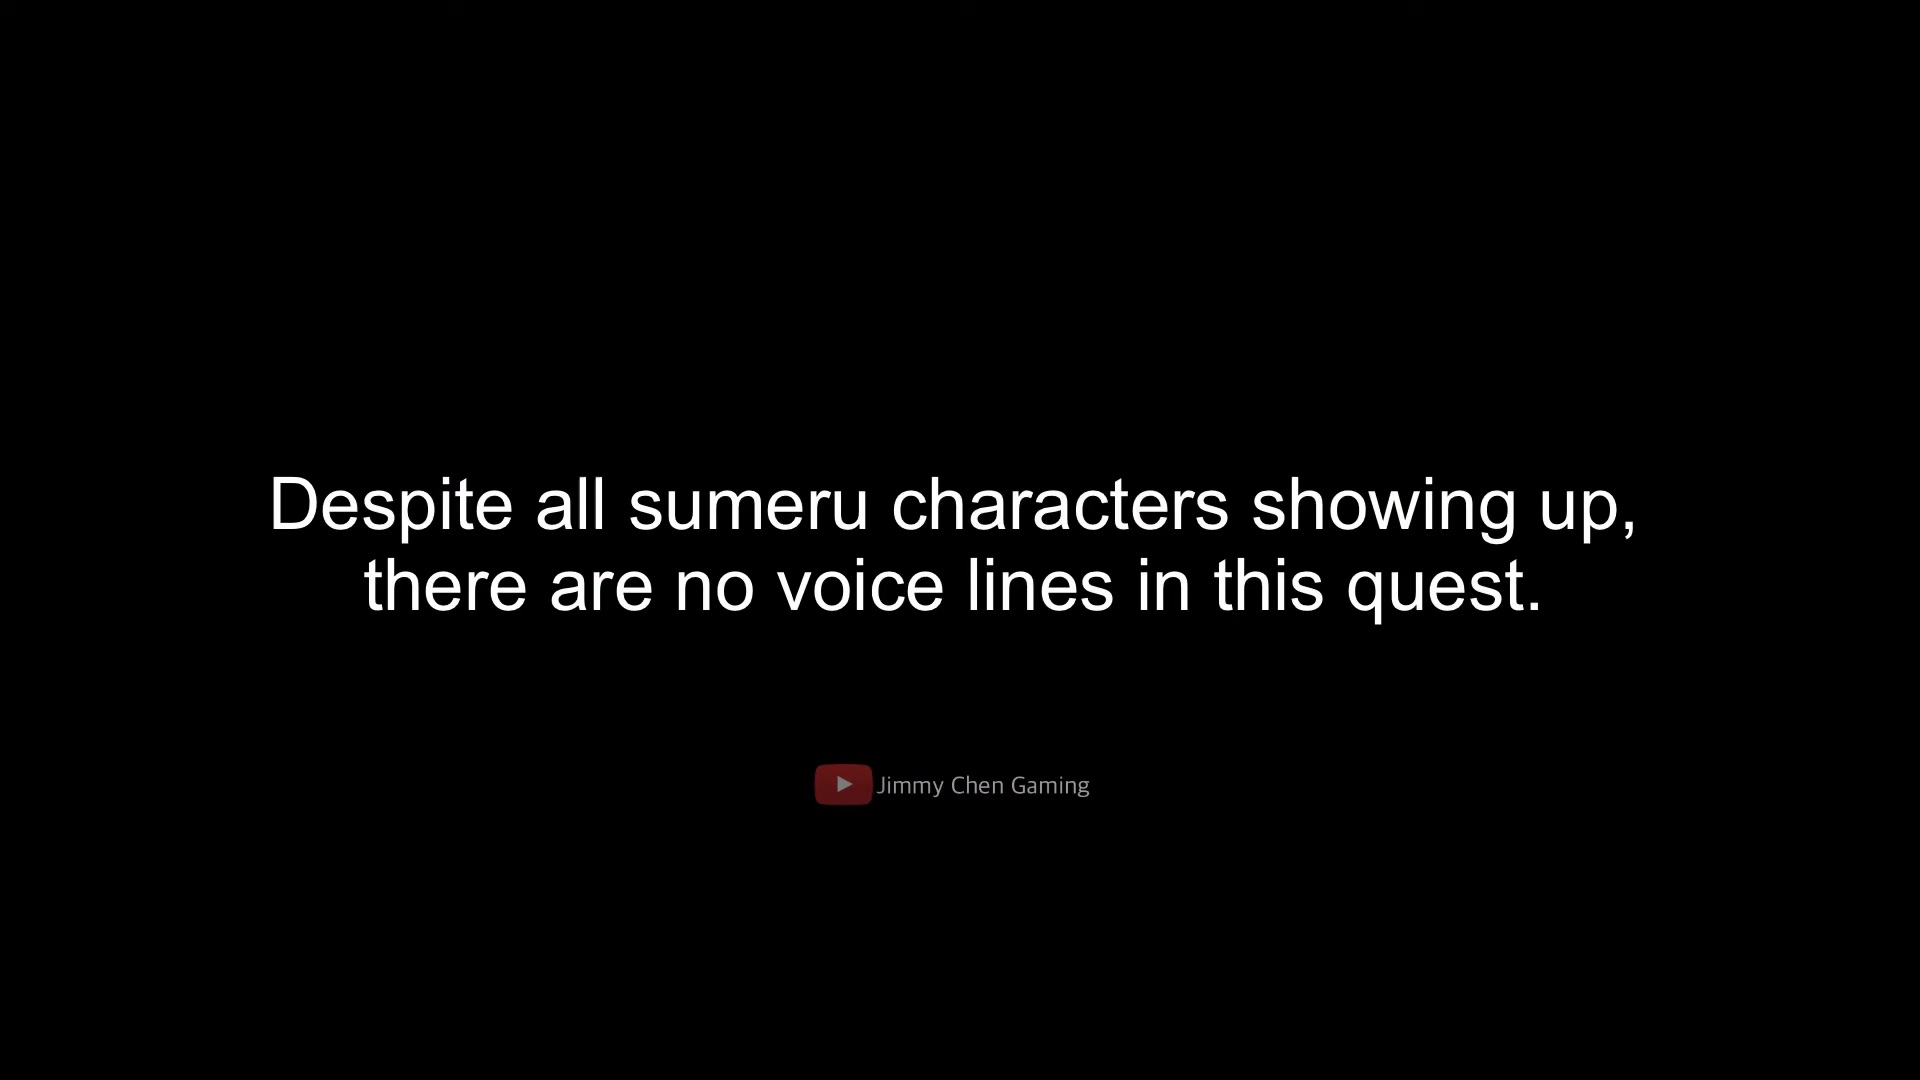 Despite all sumeru characters showing up,
there are no voice lines in this quest.
Jimmy Chen Gaming